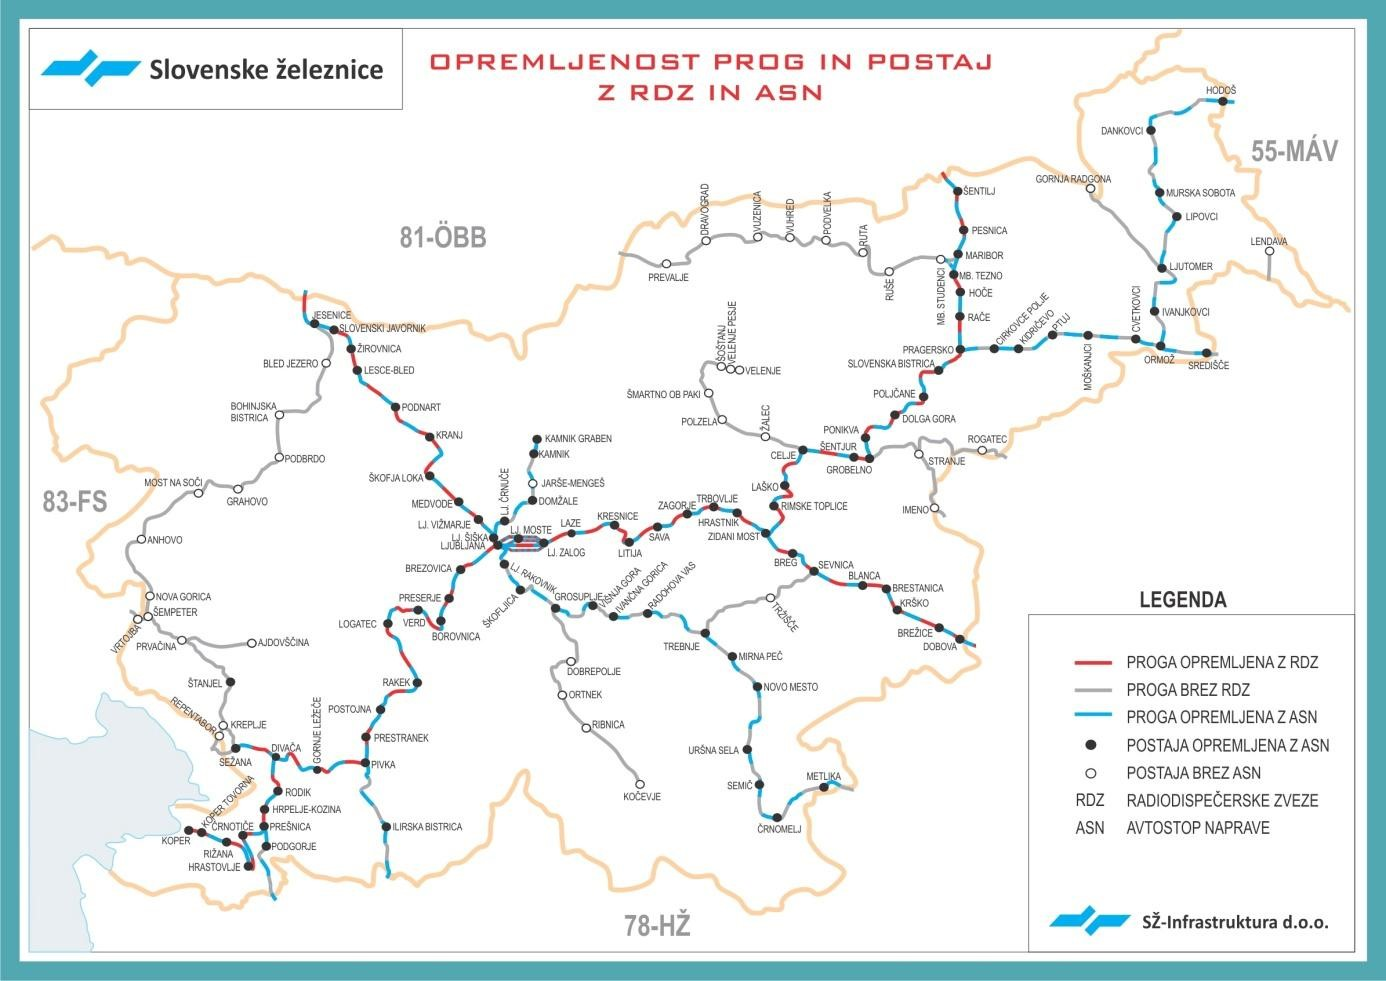 Slovenske železnice
OPREMLJENOST PROG IN POSTAJ
Z RDZ IN ASN
81-ÖBB
55-MÁV
83-FS
78-HŽ
HODOŠ
DANKOVCI
MURSKA SOBOTA
LIPOVCI
GORNJA RADGONA
LENDAVA
LJUTOMER
IVANJKOVCI
CVETKOVCI
ORMOŽ
SREDIŠČE
MOŠKANJCI
PTUJ
KIDRIČEVO
CIRKOVCE POLJE
ŠENTILJ
PESNICA
MARIBOR
MB. TEZNO
MB. STUDENCI
HOČE
RAČE
PRAGERSKO
SLOVENSKA BISTRICA
POLJČANE
DOLGA GORA
PONIKVA
ŠENTJUR
GROBELNO
ROGATEC
STRANJE
IMENO
PREVALJE
DRAVOGRAD
VUZENICA
VUHRED
PODVELKA
RUTA
RUŠE
ŠOŠTANJ
VELENJE PESJE
VELENJE
ŠMARTNO OB PAKI
POLZELA
ŽALEC
CELJE
LAŠKO
RIMSKE TOPLICE
ZIDANI MOST
HRASTNIK
TRBOVLJE
ZAGORJE
SAVA
LITIJA
KRESNICE
LAZE
LJ. ZALOG
LJ. MOSTE
BREG
SEVNICA
BLANCA
BRESTANICA
KRŠKO
BREŽICE
DOBOVA
TRŽIŠČE
JESENICE
SLOVENSKI JAVORNIK
ŽIROVNICA
LESCE-BLED
PODNART
KRANJ
ŠKOFJA LOKA
MEDVODE
LJ. VIŽMARJE
LJ. ŠIŠKA
LJUBLJANA
LJ. ČRNUČE
KAMNIK GRABEN
KAMNIK
JARŠE-MENGEŠ
DOMŽALE
BLED JEZERO
BOHINJSKA
BISTRICA
PODBRDO
GRAHOVO
MOST NA SOČI
ANHOVO
NOVA GORICA
ŠEMPETER
VRTOJBA
PRVAČINA
AJDOVŠČINA
ŠTANJEL
KREPLJE
REPENTABOR
SEŽANA
DIVAČA
GORNJE LEŽEČE
PIVKA
PRESTRANEK
POSTOJNA
RAKEK
LOGATEC
VERD
BOROVNICA
PRESERJE
BREZOVICA
ILIRSKA BISTRICA
RODIK
HRPELJE-KOZINA
PREŠNICA
PODGORJE
ČRNOTIČE
KOPER TOVORNA
KOPER
RIŽANA
HRASTOVLJE
LJ. RAKOVNIK
ŠKOFLJICA
GROSUPLJE
VIŠNJA GORA
IVANČNA GORICA
RADOHOVA VAS
TREBNJE
MIRNA PEČ
NOVO MESTO
URŠNA SELA
SEMIČ
ČRNOMELJ
METLIKA
DOBREPOLJE
ORTNEK
RIBNICA
KOČEVJE
LEGENDA
PROGA OPREMLJENA Z RDZ
PROGA BREZ RDZ
PROGA OPREMLJENA Z ASN
POSTAJA OPREMLJENA Z ASN
POSTAJA BREZ ASN
RDZ RADIODISPEČERSKE ZVEZE
ASN AVTOSTOP NAPRAVE
SŽ-Infrastruktura d.o.o.